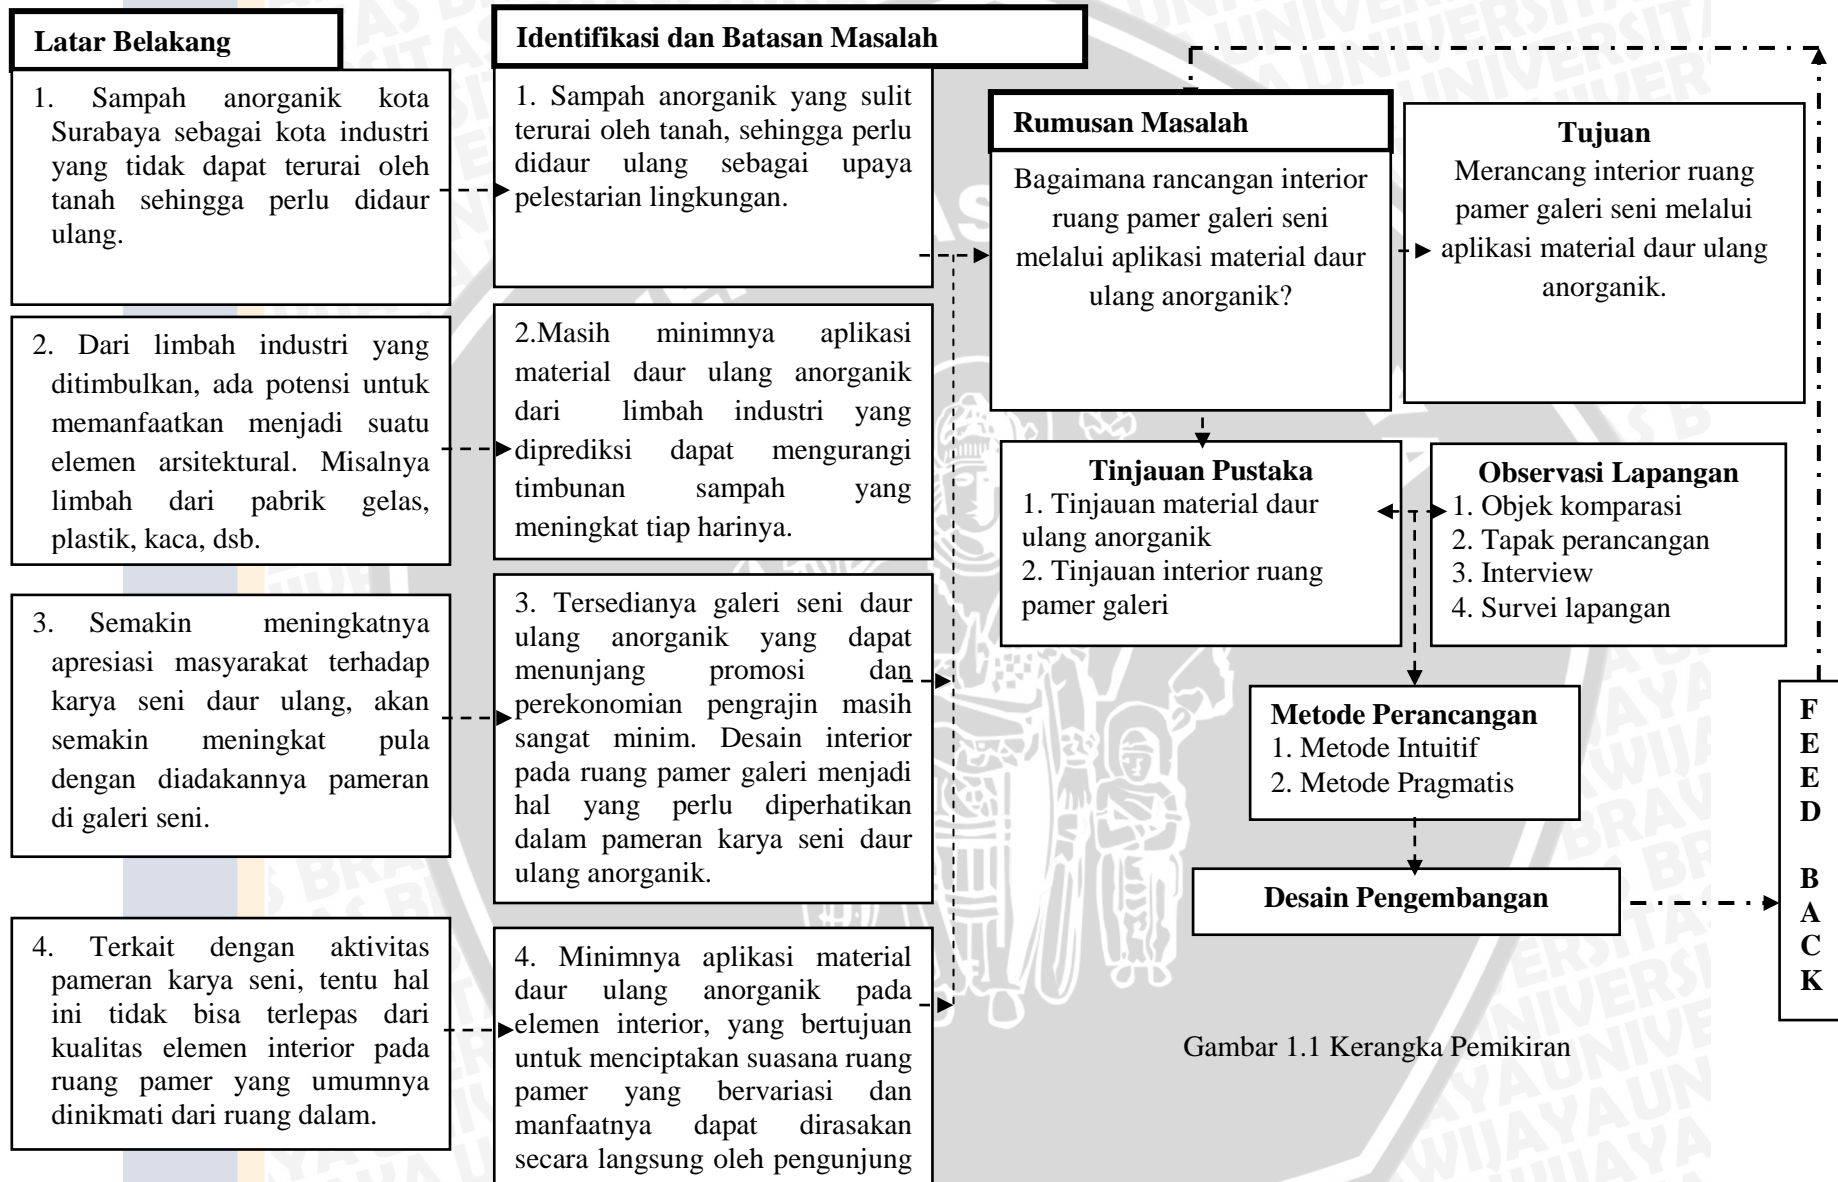 Latar Belakang
1. Sampah anorganik kota
Surabaya sebagai kota industri
yang tidak dapat terurai oleh
tanah sehingga perlu didaur
ulang.
2. Dari limbah industri yang
ditimbulkan, ada potensi untuk
memanfaatkan menjadi suatu
elemen arsitektural. Misalnya
limbah dari pabrik gelas,
plastik, kaca, dsb.
3. Semakin meningkatnya
apresiasi masyarakat terhadap
karya seni daur ulang, akan
semakin meningkat pula
dengan diadakannya pameran
di galeri seni.
4. Terkait dengan aktivitas
pameran karya seni, tentu hal
ini tidak bisa terlepas dari
kualitas elemen interior pada
ruang pamer yang umumnya
dinikmati dari ruang dalam.
Identifikasi dan Batasan Masalah
1. Sampah anorganik yang sulit
terurai oleh tanah, sehingga perlu
didaur ulang sebagai upaya
pelestarian lingkungan.
2.Masih minimnya aplikasi
material daur ulang anorganik
dari limbah industri yang
diprediksi dapat mengurangi
timbunan sampah yang
meningkat tiap harinya.
3. Tersedianya galeri seni daur
ulang anorganik yang dapat
menunjang promosi dan
perekonomian pengrajin masih
sangat minim. Desain interior
pada ruang pamer galeri menjadi
hal yang perlu diperhatikan
dalam pameran karya seni daur
ulang anorganik.
4. Minimnya aplikasi material
daur ulang anorganik pada
elemen interior, yang bertujuan
untuk menciptakan suasana ruang
pamer yang bervariasi dan
manfaatnya dapat dirasakan
secara langsung oleh pengunjung
Rumusan Masalah
Bagaimana rancangan interior
ruang pamer galeri seni
melalui aplikasi material daur
ulang anorganik?
Tujuan
Merancang interior ruang
pamer galeri seni melalui
aplikasi material daur ulang
anorganik.
Tinjauan Pustaka
1. Tinjauan material daur
ulang anorganik
2. Tinjauan interior ruang
pamer galeri
Observasi Lapangan
1. Objek komparasi
2. Tapak perancangan
3. Interview
4. Survei lapangan
Metode Perancangan
1. Metode Intuitif
2. Metode Pragmatis
Desain Pengembangan
F
E
E
D
B
A
C
K
Gambar 1.1 Kerangka Pemikiran